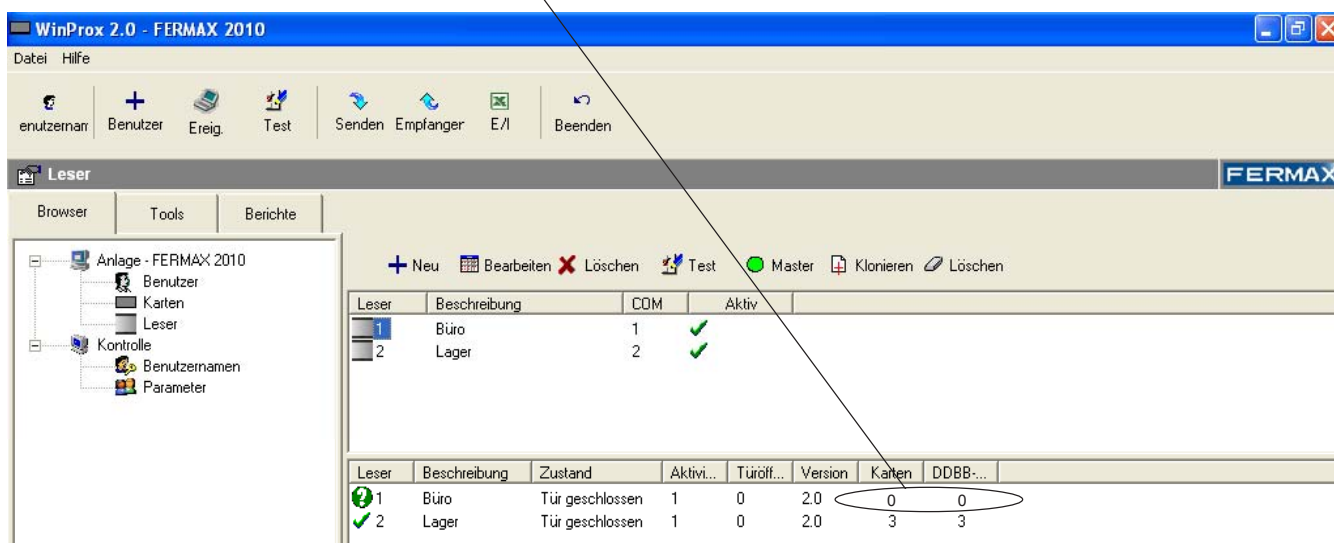 WinProx 2.0 - FERMAX 2010
Datei Hilfe
enutzernam Benutzer Ereig. Test Senden Empfanger E/I Beenden
Leser FERMAX
Browser Tools Berichte
Anlage - FERMAX 2010
Benutzer
Karten
Leser
Kontrolle
Benutzernamen
Parameter
Neu Bearbeiten Löschen Test Master Klonieren Löschen
Leser Beschreibung COM Aktiv
1 Büro 1
2 Lager 2
Leser Beschreibung Zustand Aktivi... Türöff... Version Karten DDBB-...
1 Büro Tür geschlossen 1 0 2.0 0 0
2 Lager Tür geschlossen 1 0 2.0 3 3